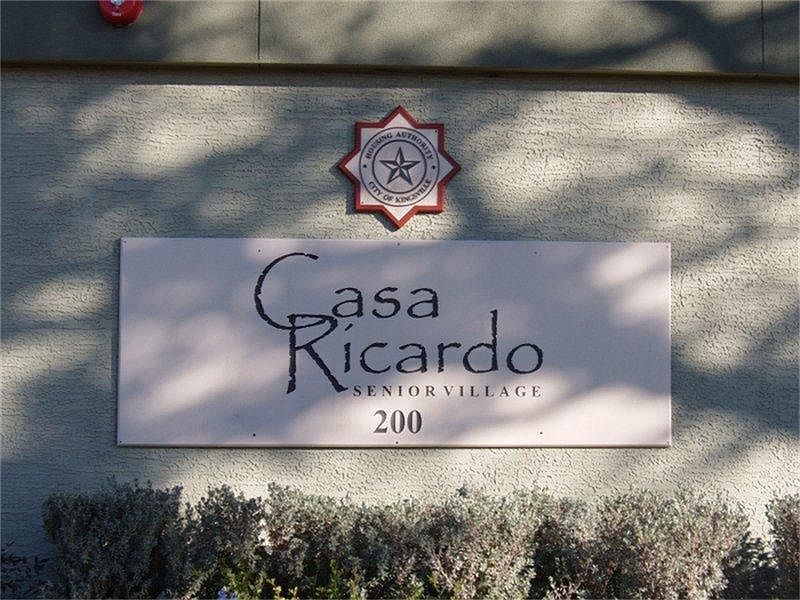 HOUSING AUTHORITY
CITY OF KINGSVILLE
Casa
Ricardo
SENIOR VILLAGE
200